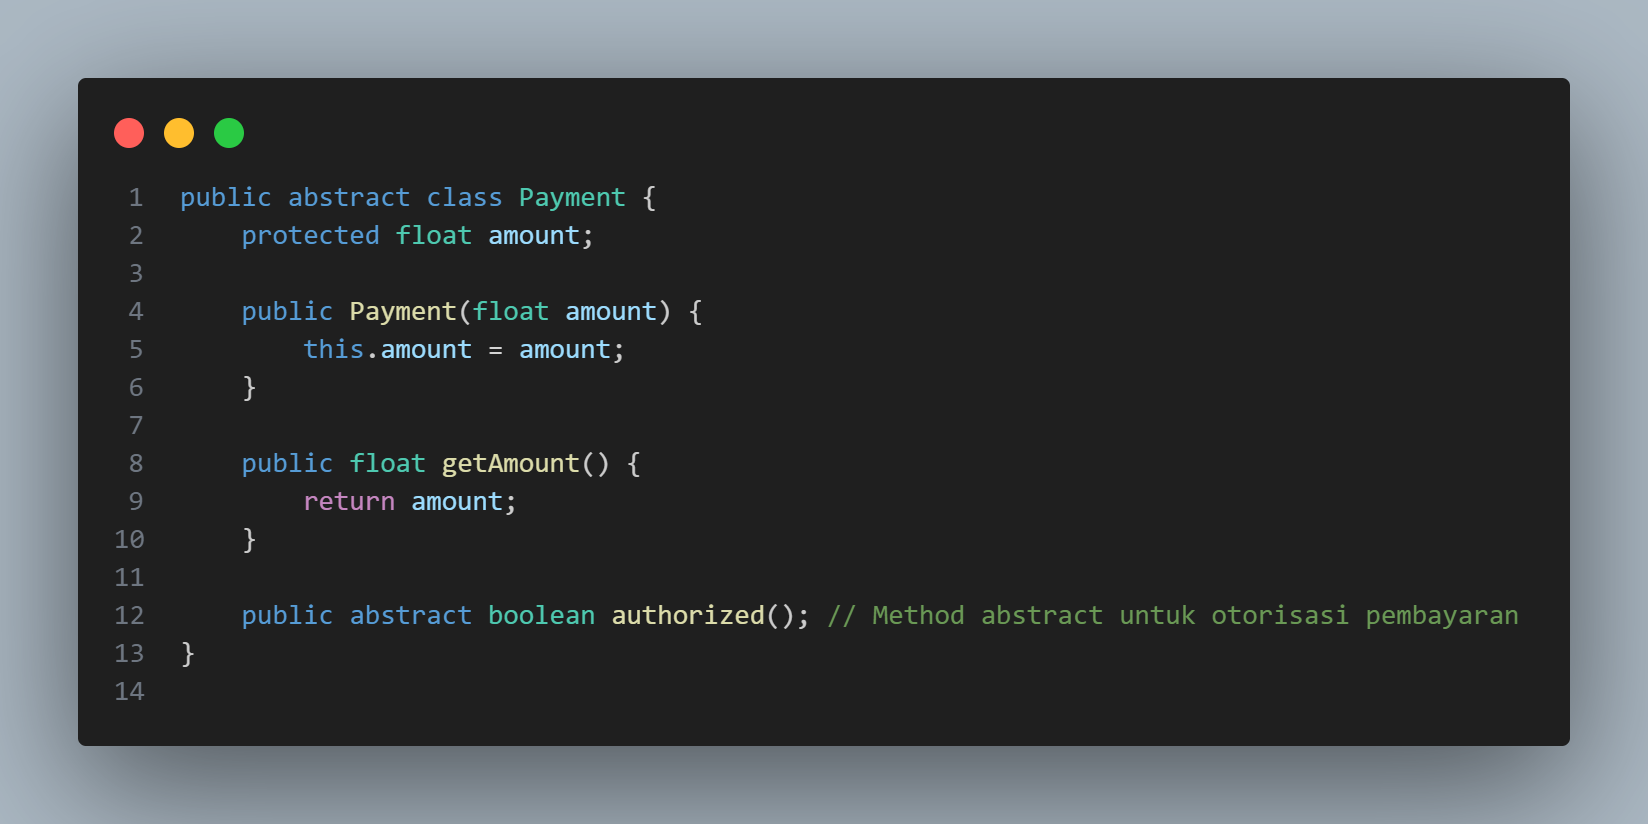 1 public abstract class Payment {
2     protected float amount;
3
4     public Payment(float amount) {
5         this.amount = amount;
6     }
7
8     public float getAmount() {
9         return amount;
10     }
11
12     public abstract boolean authorized(); // Method abstract untuk otorisasi pembayaran
13 }
14